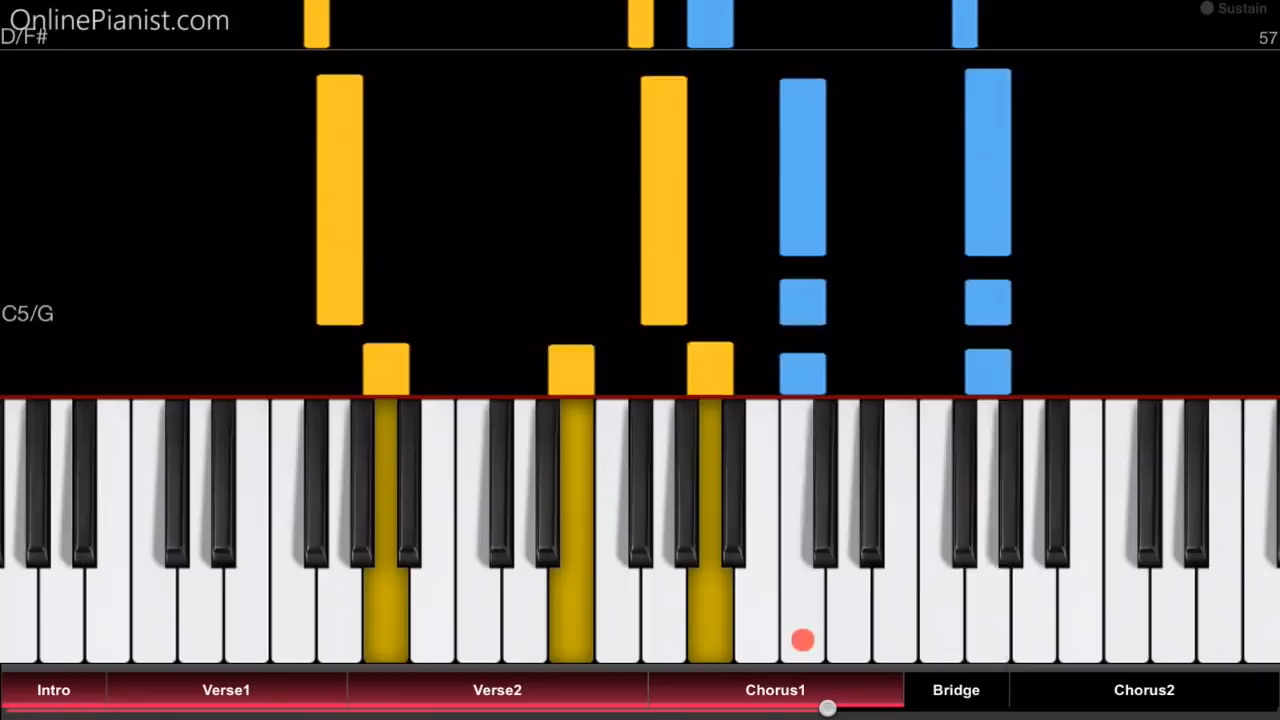 OnlinePianist.com
Sustain
D/F#
57
C5/G
Intro
Verse1
Verse2
Chorus1
Bridge
Chorus2